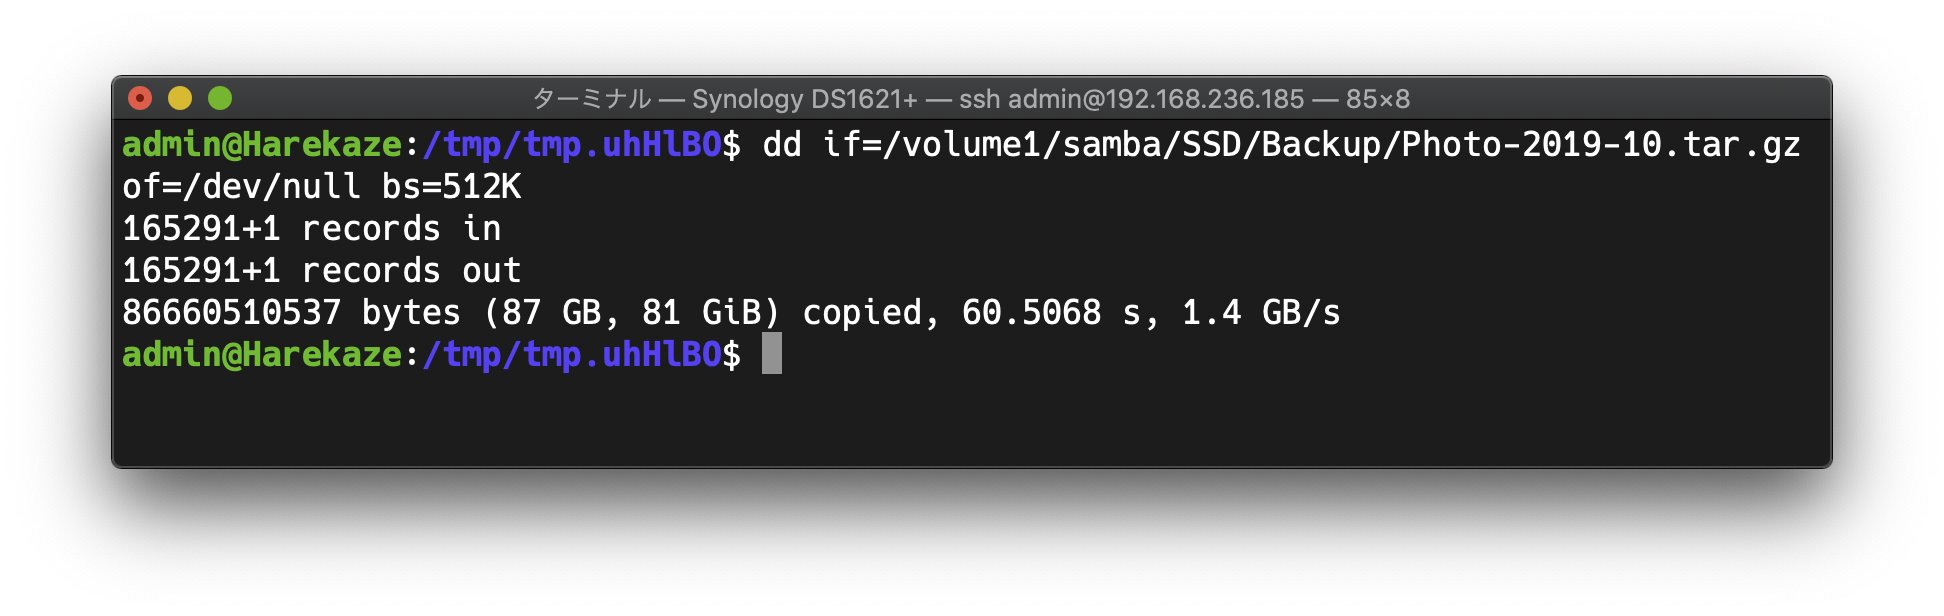 ターミナル — Synology DS1621+ — ssh admin@192.168.236.185 — 85×8
admin@Harekaze:/tmp/tmp.uhHlBO$ dd if=/volume1/samba/SSD/Backup/Photo-2019-10.tar.gz
of=/dev/null bs=512K
165291+1 records in
165291+1 records out
86660510537 bytes (87 GB, 81 GiB) copied, 60.5068 s, 1.4 GB/s
admin@Harekaze:/tmp/tmp.uhHlBO$